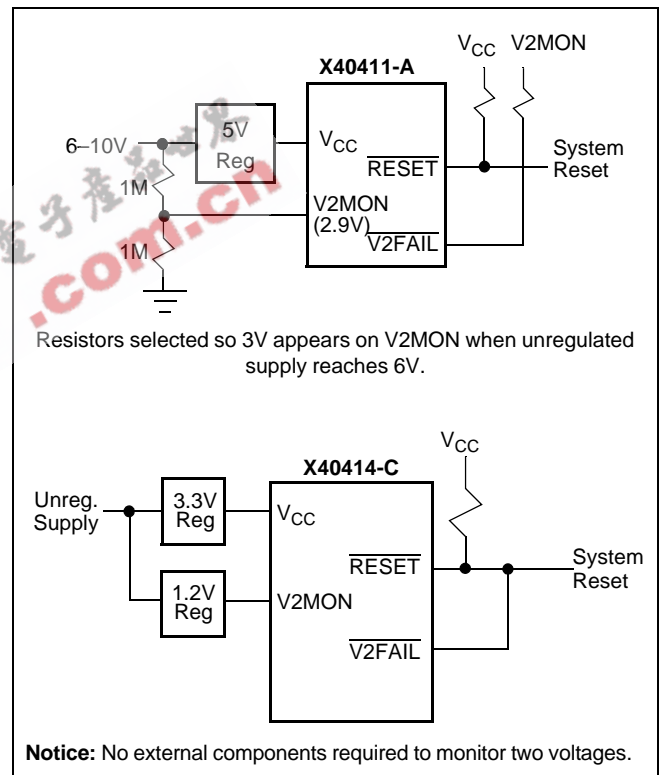 X40411-A
VCC V2MON
6–10V
5V
Reg
VCC
RESET
System
Reset
1M
V2MON
(2.9V)
V2FAIL
1M
.com.cn
Resistors selected so 3V appears on V2MON when unregulated
supply reaches 6V.
X40414-C
VCC
Unreg.
Supply
3.3V
Reg
VCC
RESET
System
Reset
1.2V
Reg
V2MON
V2FAIL
Notice: No external components required to monitor two voltages.